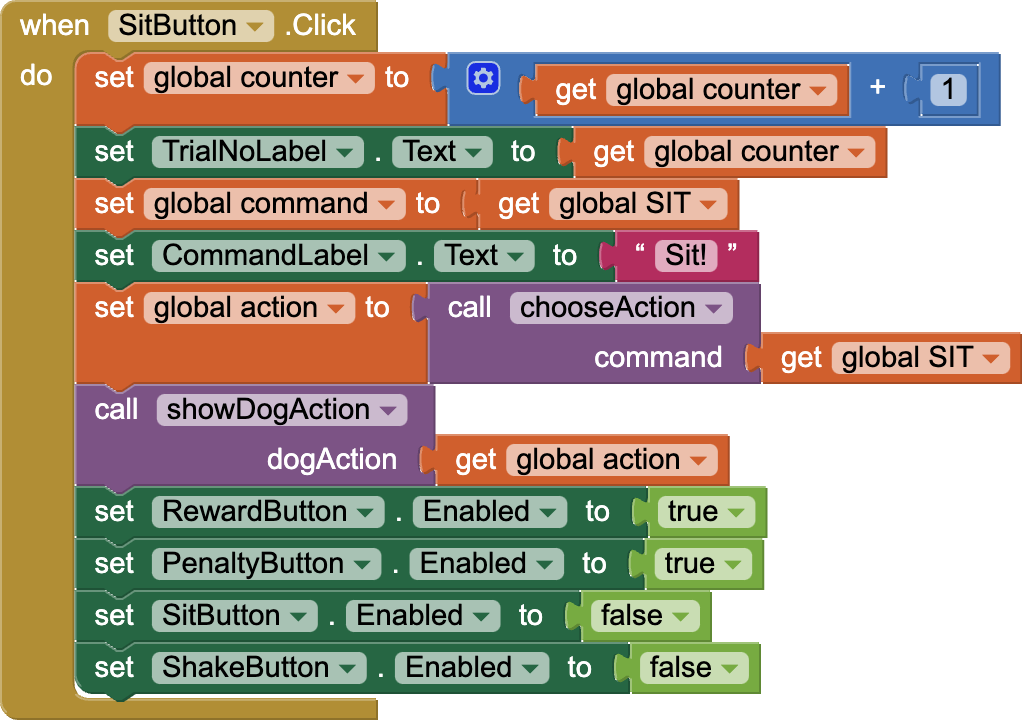 when SitButton .Click
do set global counter to get global counter + 1
set TrialNoLabel . Text to get global counter
set global command to get global SIT
set CommandLabel . Text to “ Sit! ”
set global action to call chooseAction
command get global SIT
call showDogAction
dogAction get global action
set RewardButton . Enabled to true
set PenaltyButton . Enabled to true
set SitButton . Enabled to false
set ShakeButton . Enabled to false